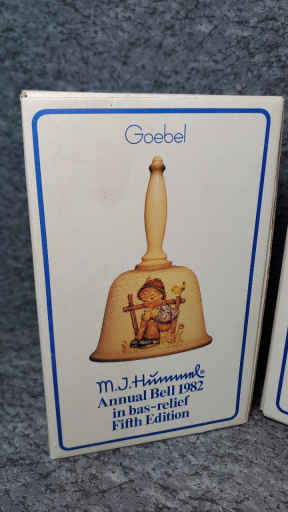 Goebel
M.J.Hummel®
Annual Bell 1982
in bas-relief
Fifth Edition